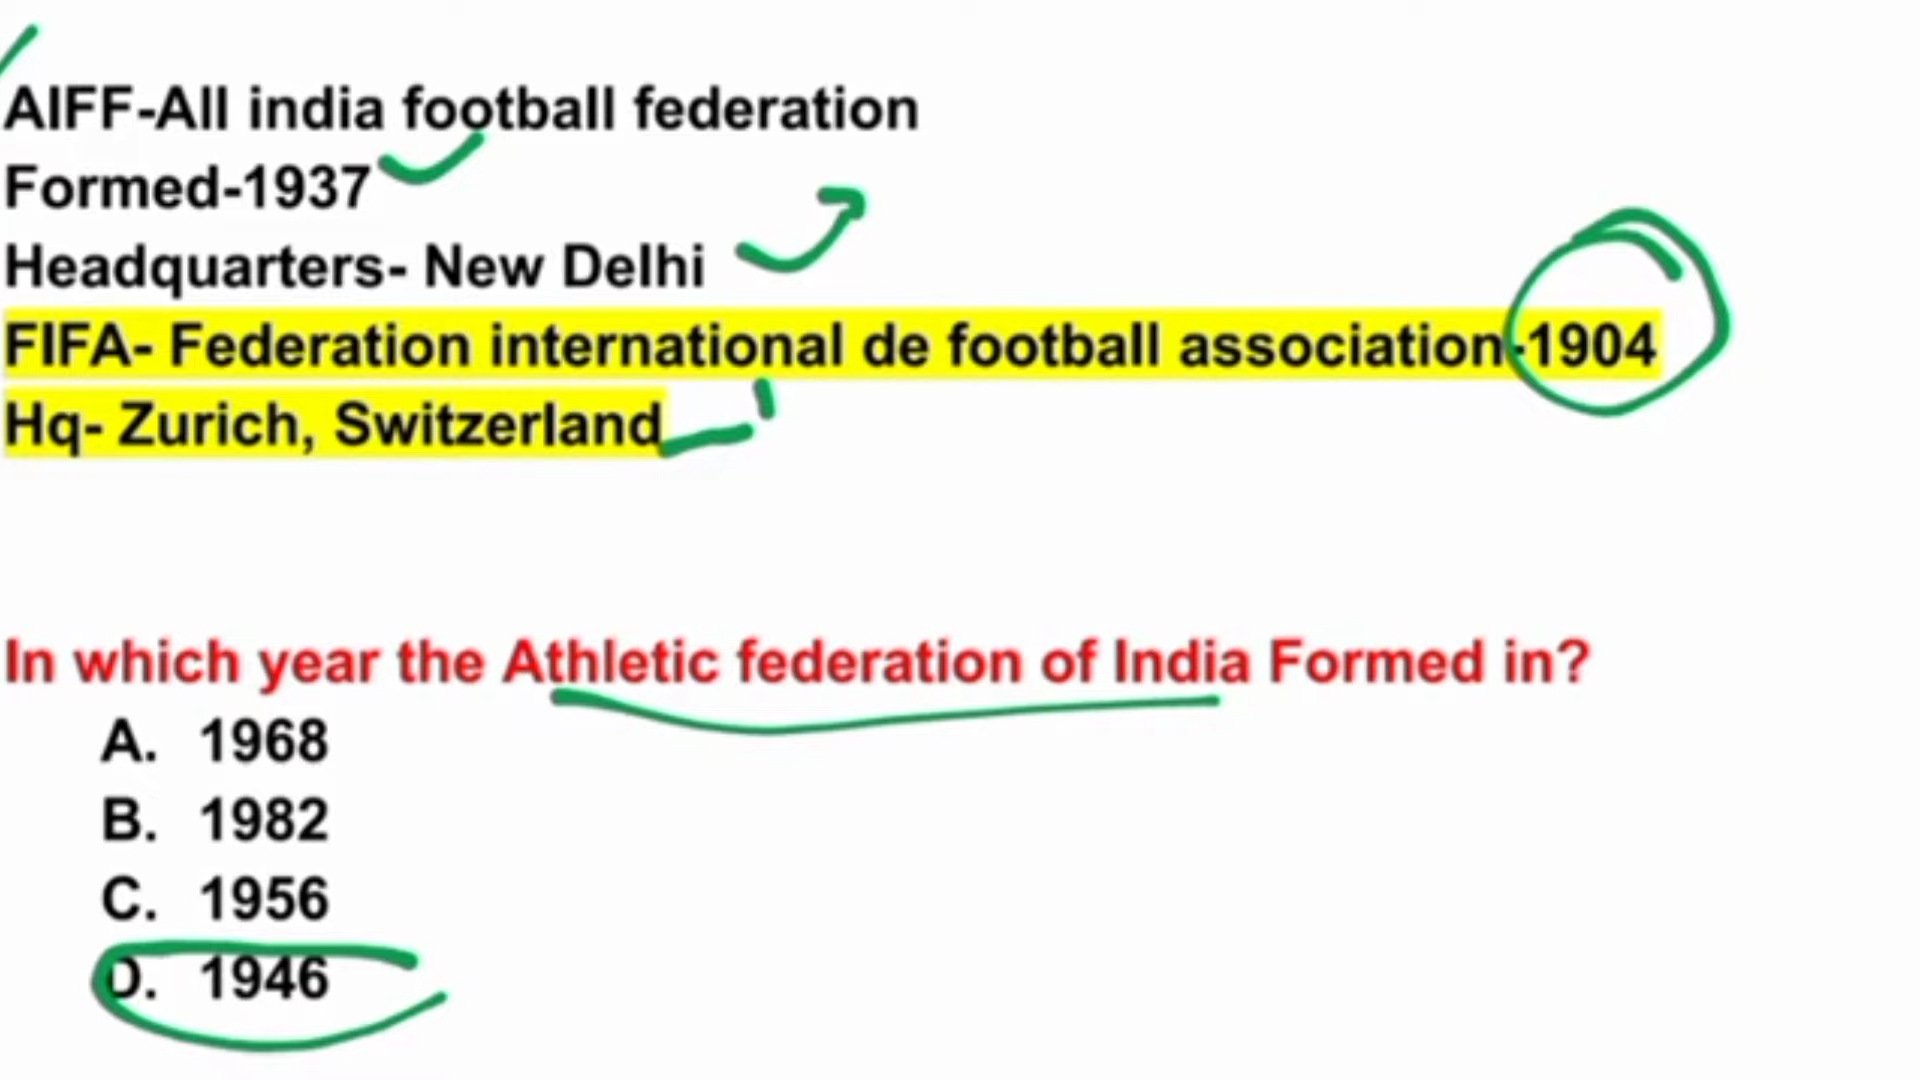 AIFF-All india football federation
Formed-1937
Headquarters- New Delhi
FIFA- Federation international de football association-1904
Hq- Zurich, Switzerland
In which year the Athletic federation of India Formed in?
A. 1968
B. 1982
C. 1956
D. 1946